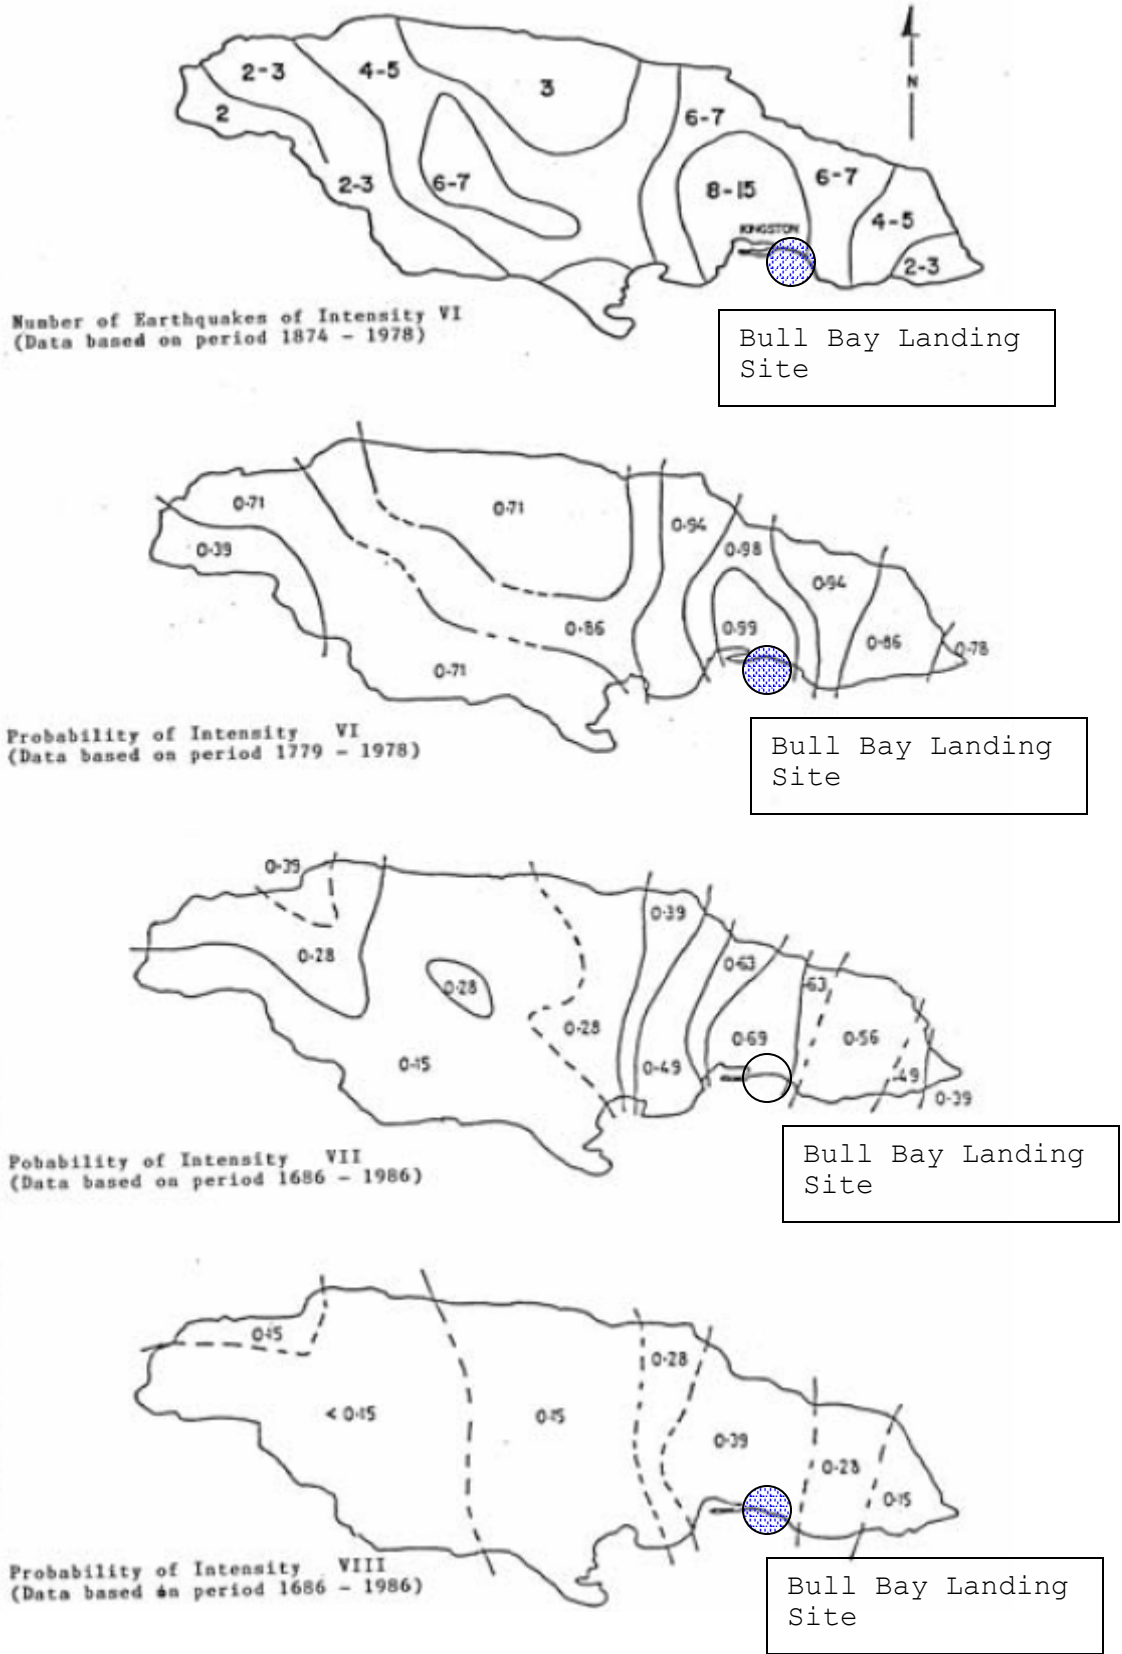 N
2-3
4-5
3
2
6-7
6-7
8-15
6-7
2-3
4-5
KINGSTON
2-3
Number of Earthquakes of Intensity VI
(Data based on period 1874 - 1978)
Bull Bay Landing
Site
0·71
0·71
0·94
0·39
0·98
0·94
0·86
0·99
0·86
0·78
0·71
Probability of Intensity VI
(Data based on period 1779 - 1978)
Bull Bay Landing
Site
0·39
0·39
0·28
0·63
·63
0·28
0·28
0·69
0·56
0·15
0·49
·49
0·39
Pobability of Intensity VII
(Data based on period 1686 - 1986)
Bull Bay Landing
Site
0·15
0·28
< 0·15
0·15
0·39
0·28
0·15
Probability of Intensity VIII
(Data based on period 1686 - 1986)
Bull Bay Landing
Site